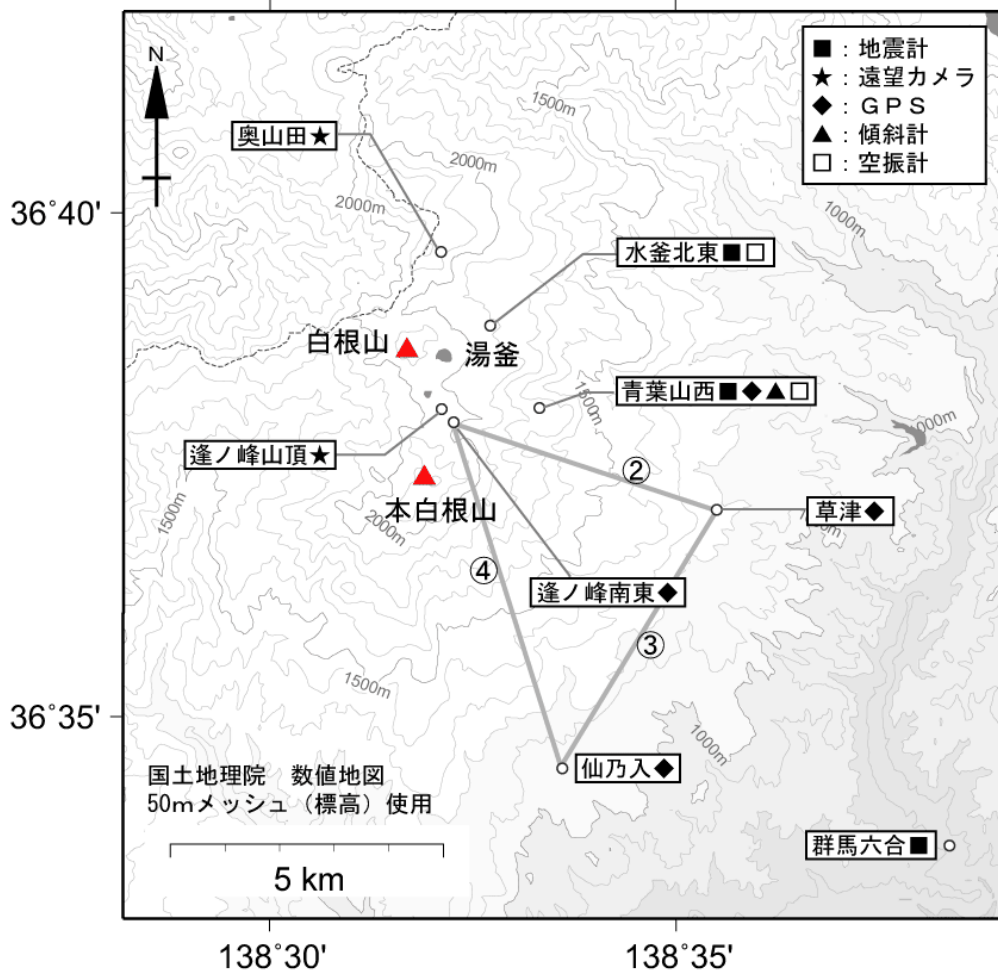 ■：地震計
★：遠望カメラ
◆：ＧＰＳ
▲：傾斜計
□：空振計
N
1500m
奥山田★
2000m
2000m
1000m
36°40'
水釜北東■□
白根山
湯釜
青葉山西■◆▲□
1500m
逢ノ峰山頂★
②
本白根山
草津◆
1500m
2000m
④
逢ノ峰南東◆
③
1500m
36°35'
1000m
仙乃入◆
国土地理院　数値地図
50mメッシュ（標高）使用
群馬六合■
5 km
138°30'
138°35'